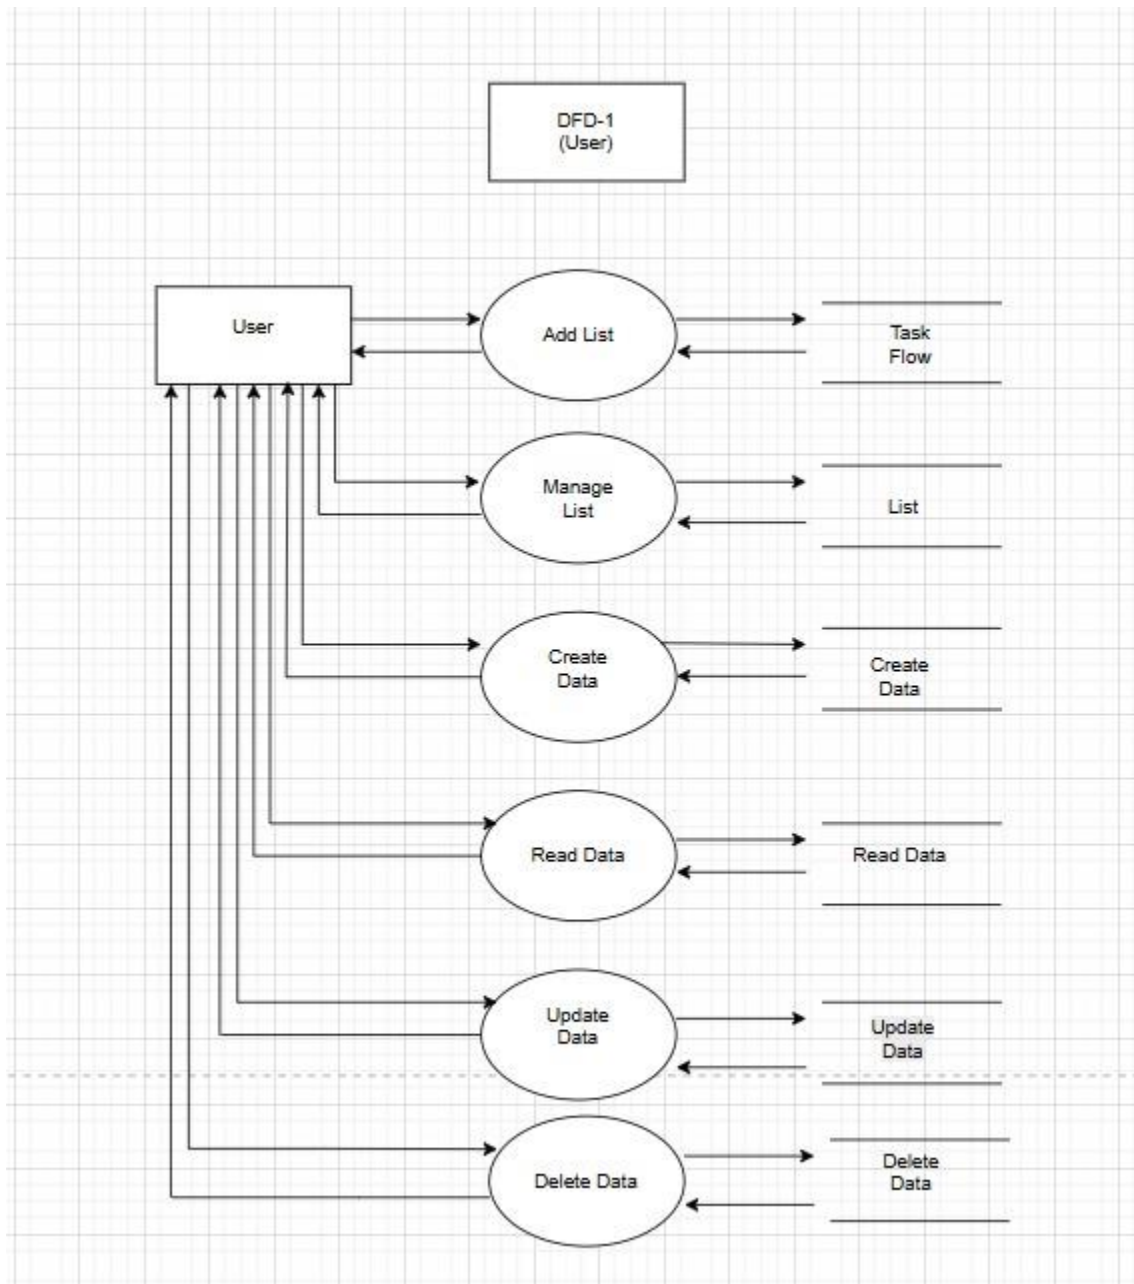 DFD-1
(User)
User
Add List
Task
Flow
Manage
List
List
Create
Data
Create
Data
Read Data
Read Data
Update
Data
Update
Data
Delete Data
Delete
Data